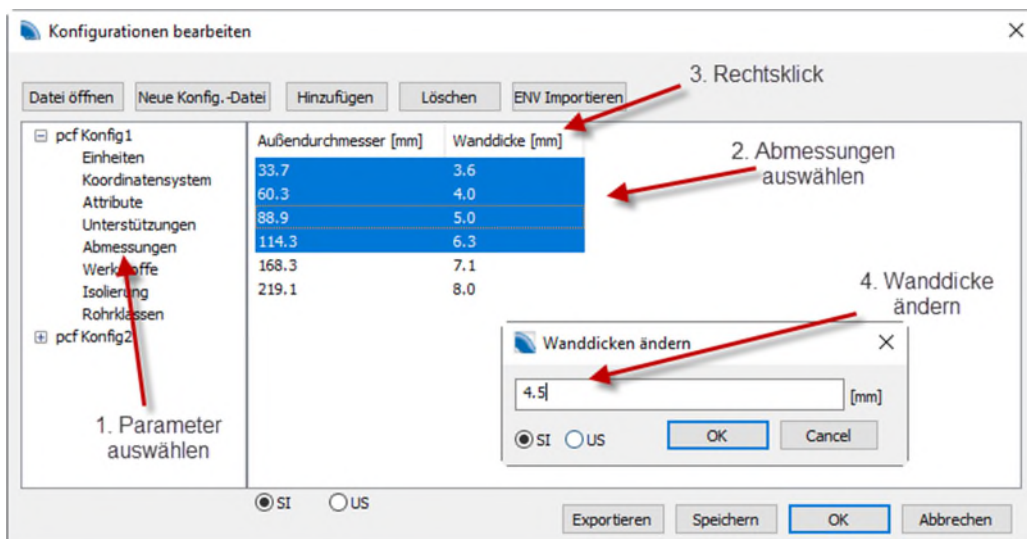 Konfigurationen bearbeiten
3. Rechtsklick
Datei öffnen Neue Konfig.-Datei Hinzufügen Löschen ENV Importieren
pcf Konfig1
Einheiten
Koordinatensystem
Attribute
Unterstützungen
Abmessungen
Werkstoffe
Isolierung
Rohrklassen
pcf Konfig2
1. Parameter
auswählen
Außendurchmesser [mm] Wanddicke [mm]
33.7 3.6
60.3 4.0
88.9 5.0
114.3 6.3
168.3 7.1
219.1 8.0
2. Abmessungen
auswählen
4. Wanddicke
ändern
Wanddicken ändern
4.5 [mm]
SI US OK Cancel
SI US
Exportieren Speichern OK Abbrechen